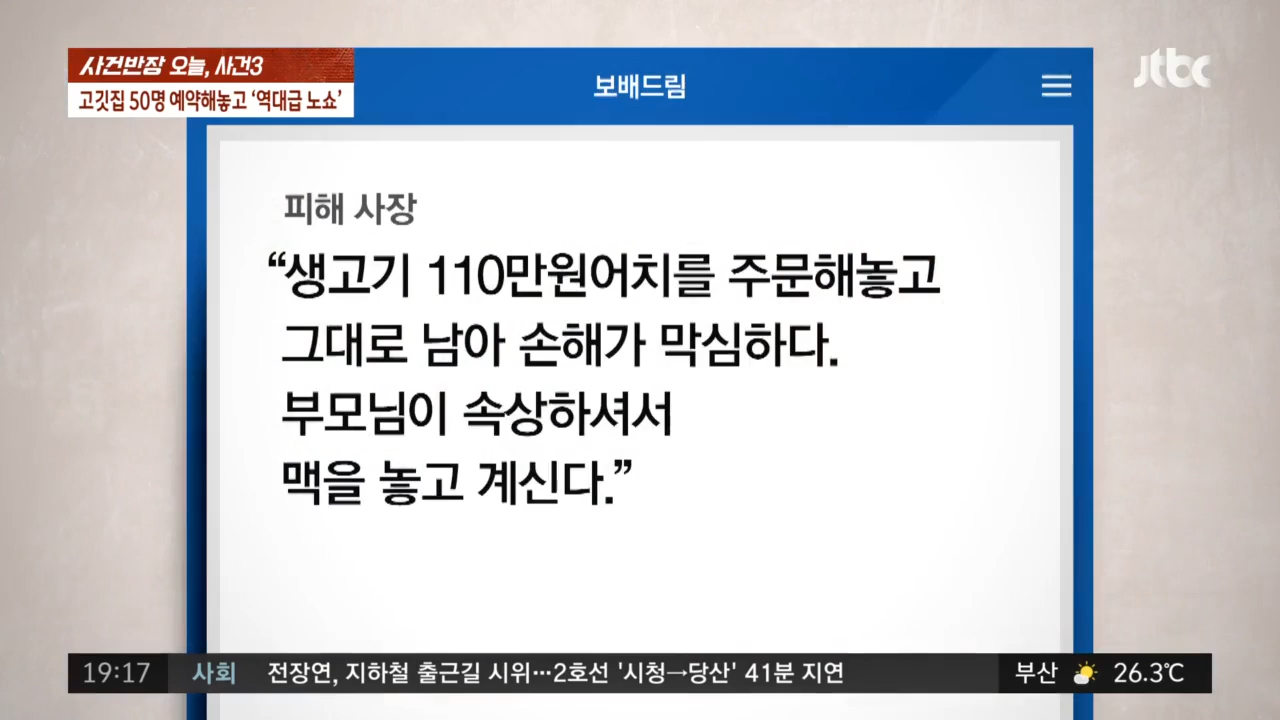 사건반장 오늘, 사건3
고깃집 50명 예약해놓고 '역대급 노쇼'
보배드림
jtbc
피해 사장
“생고기 110만원어치를 주문해놓고
그대로 남아 손해가 막심하다.
부모님이 속상하셔서
맥을 놓고 계신다.”
19:17 사회 전장연, 지하철 출근길 시위…2호선 '시청→당산' 41분 지연 부산 26.3℃